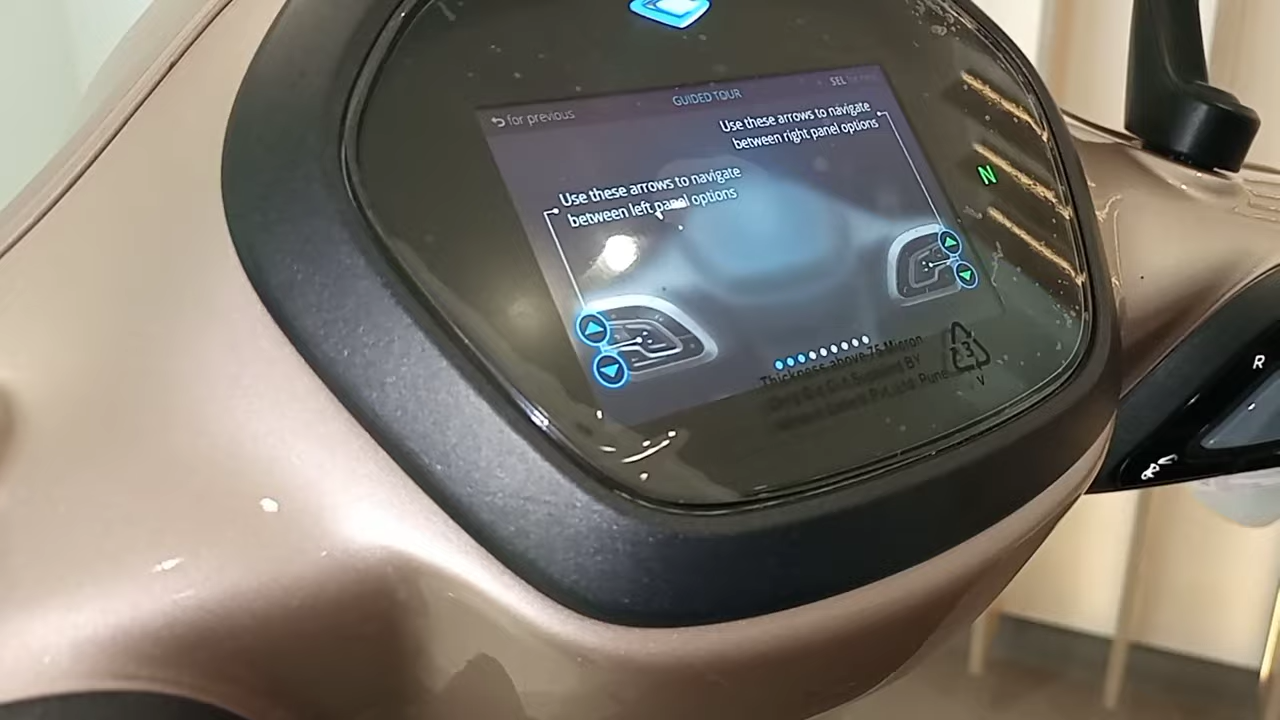 GUIDED TOUR
SEL
for previous
Use these arrows to navigate
between right panel options
Use these arrows to navigate
between left panel options
N
Thickness above 75 Micron
3
V
R